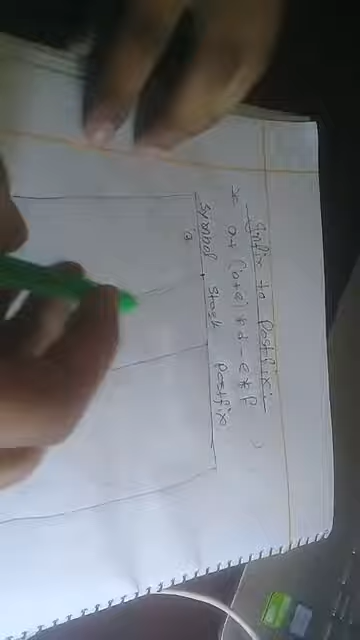 Infix to Postfix:-
x a+ (b+c) * d - e * f
Symbol Stack Postfix
a